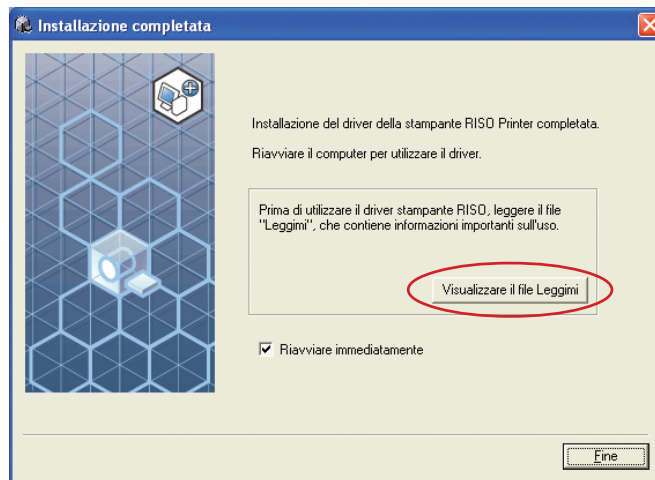 Installazione completata
Installazione del driver della stampante RISO Printer completata.
Riavviare il computer per utilizzare il driver.
Prima di utilizzare il driver stampante RISO, leggere il file
"Leggimi", che contiene informazioni importanti sull'uso.
Visualizzare il file Leggimi
Riavviare immediatamente
Fine